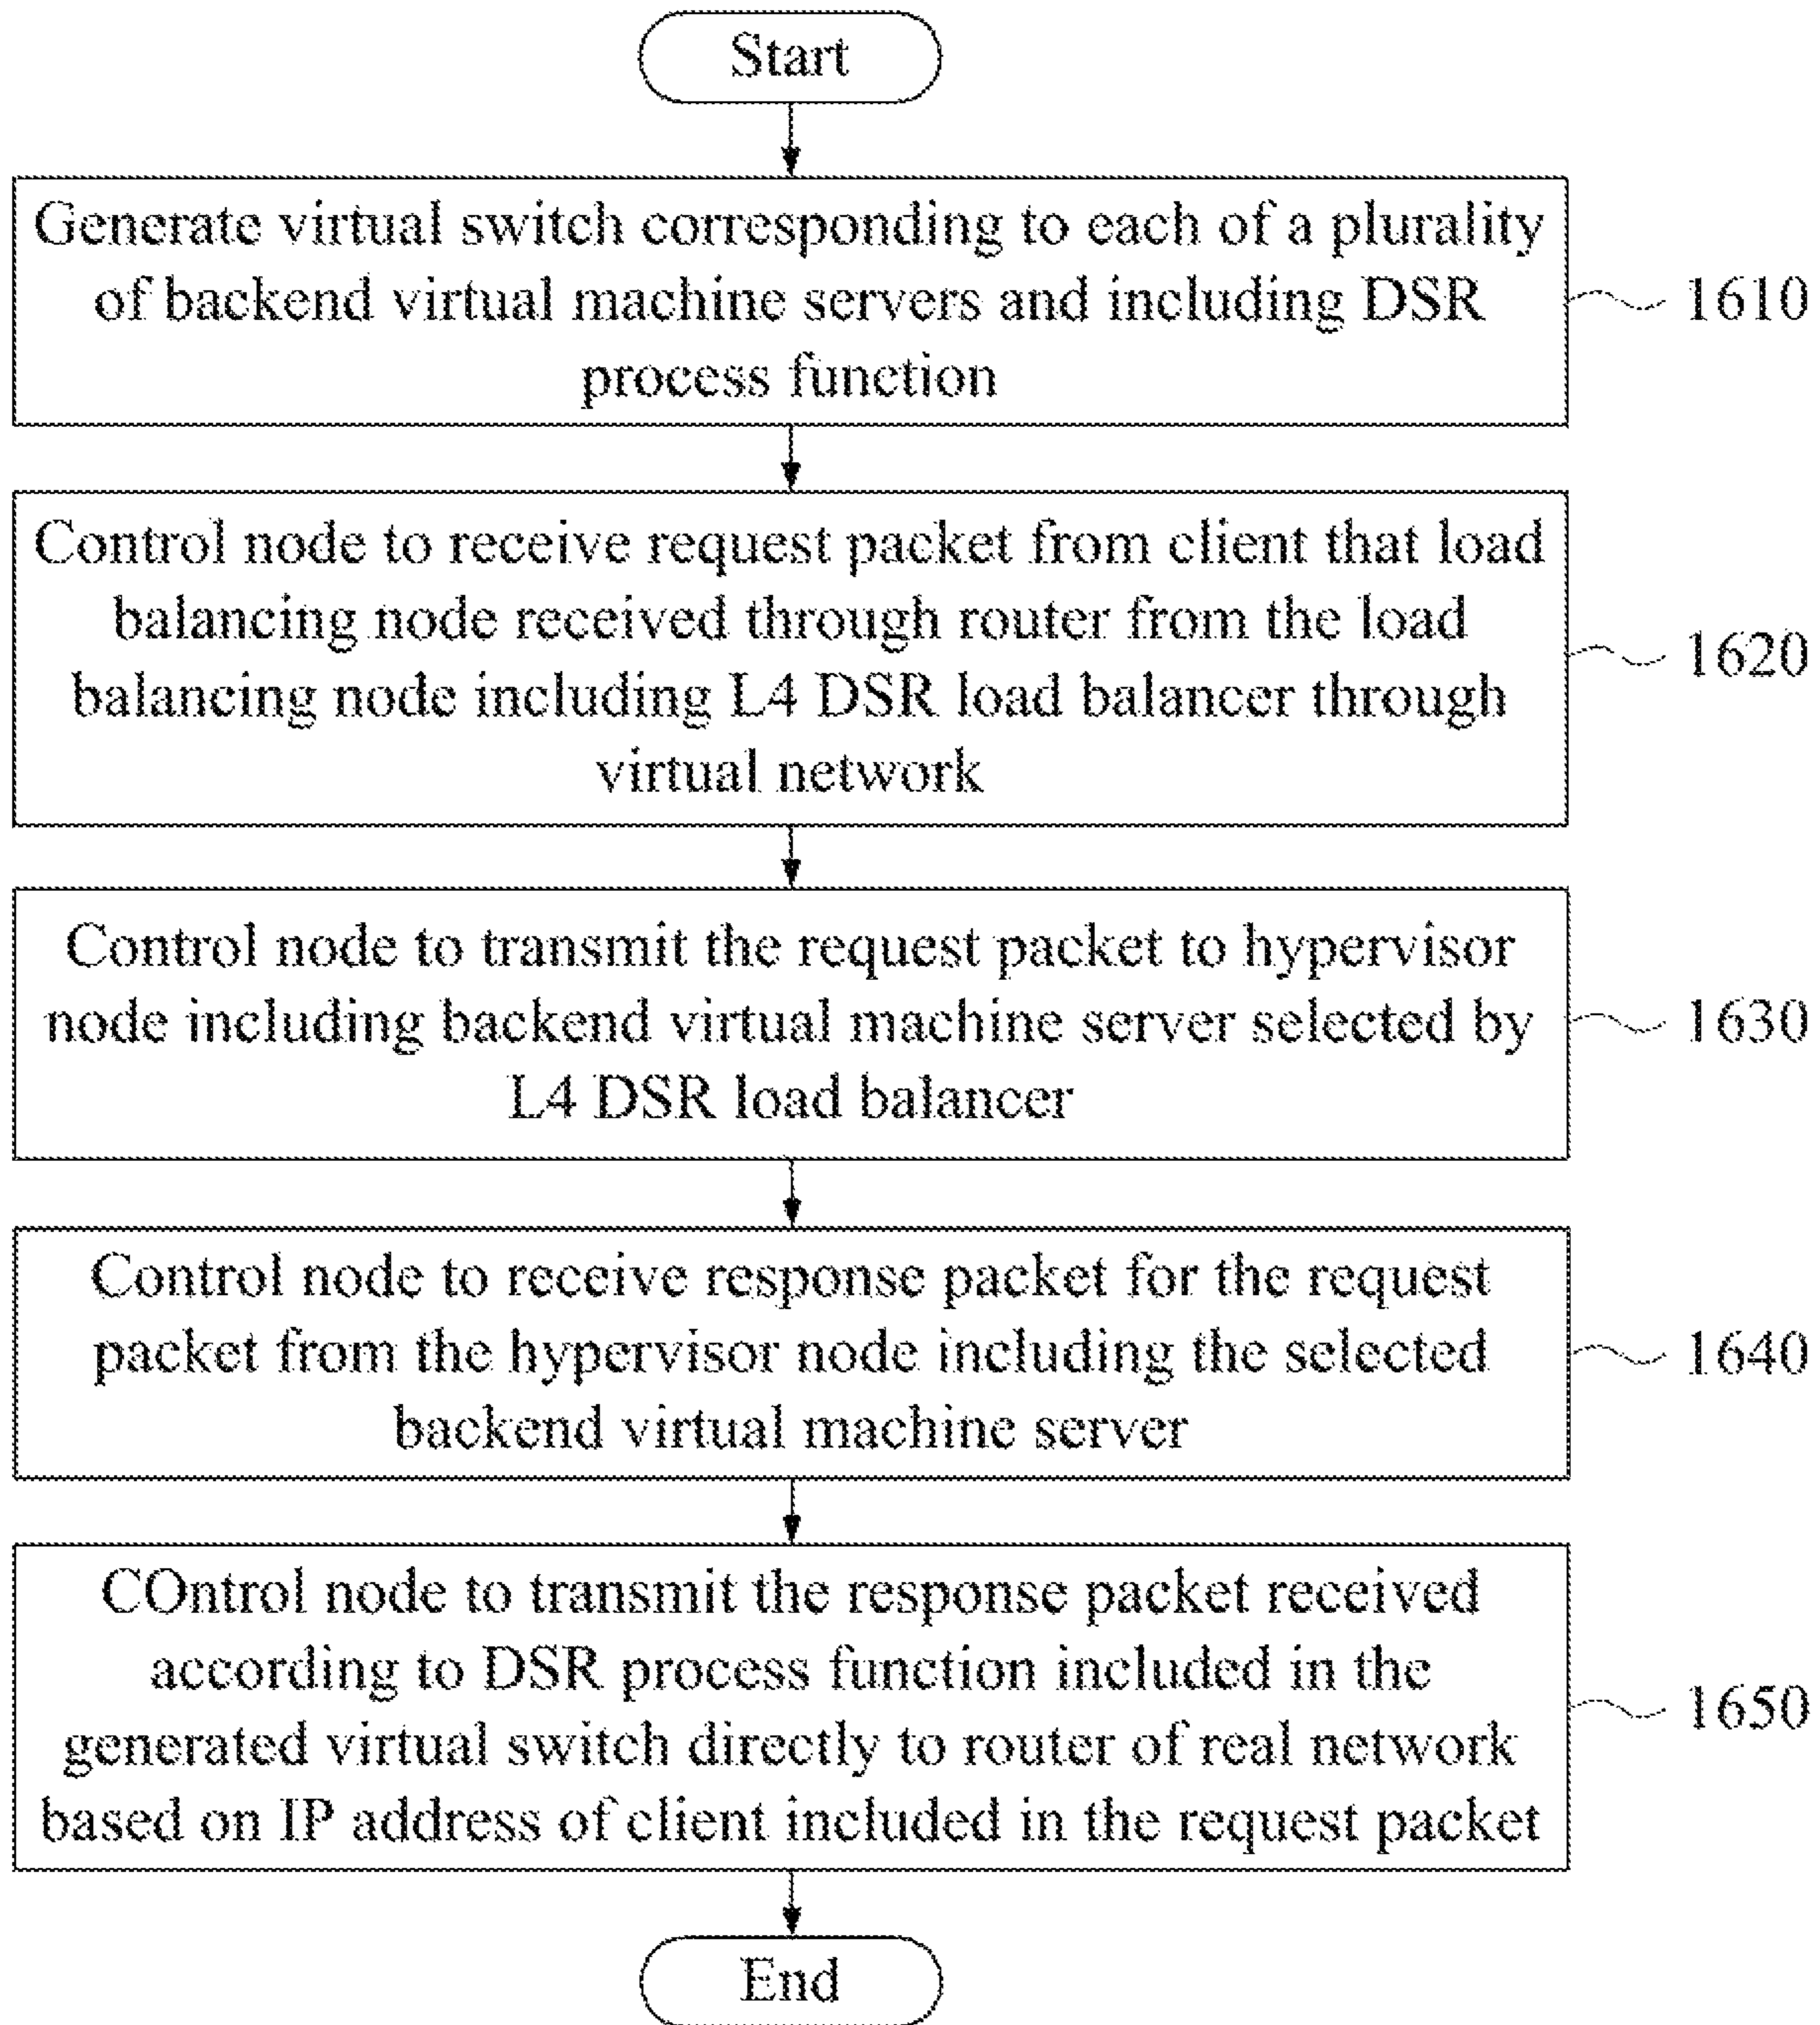 Start
Generate virtual switch corresponding to each of a plurality
of backend virtual machine servers and including DSR
process function
1610
Control node to receive request packet from client that load
balancing node received through router from the load
balancing node including L4 DSR load balancer through
virtual network
1620
Control node to transmit the request packet to hypervisor
node including backend virtual machine server selected by
L4 DSR load balancer
1630
Control node to receive response packet for the request
packet from the hypervisor node including the selected
backend virtual machine server
1640
COntrol node to transmit the response packet received
according to DSR process function included in the
generated virtual switch directly to router of real network
based on IP address of client included in the request packet
1650
End